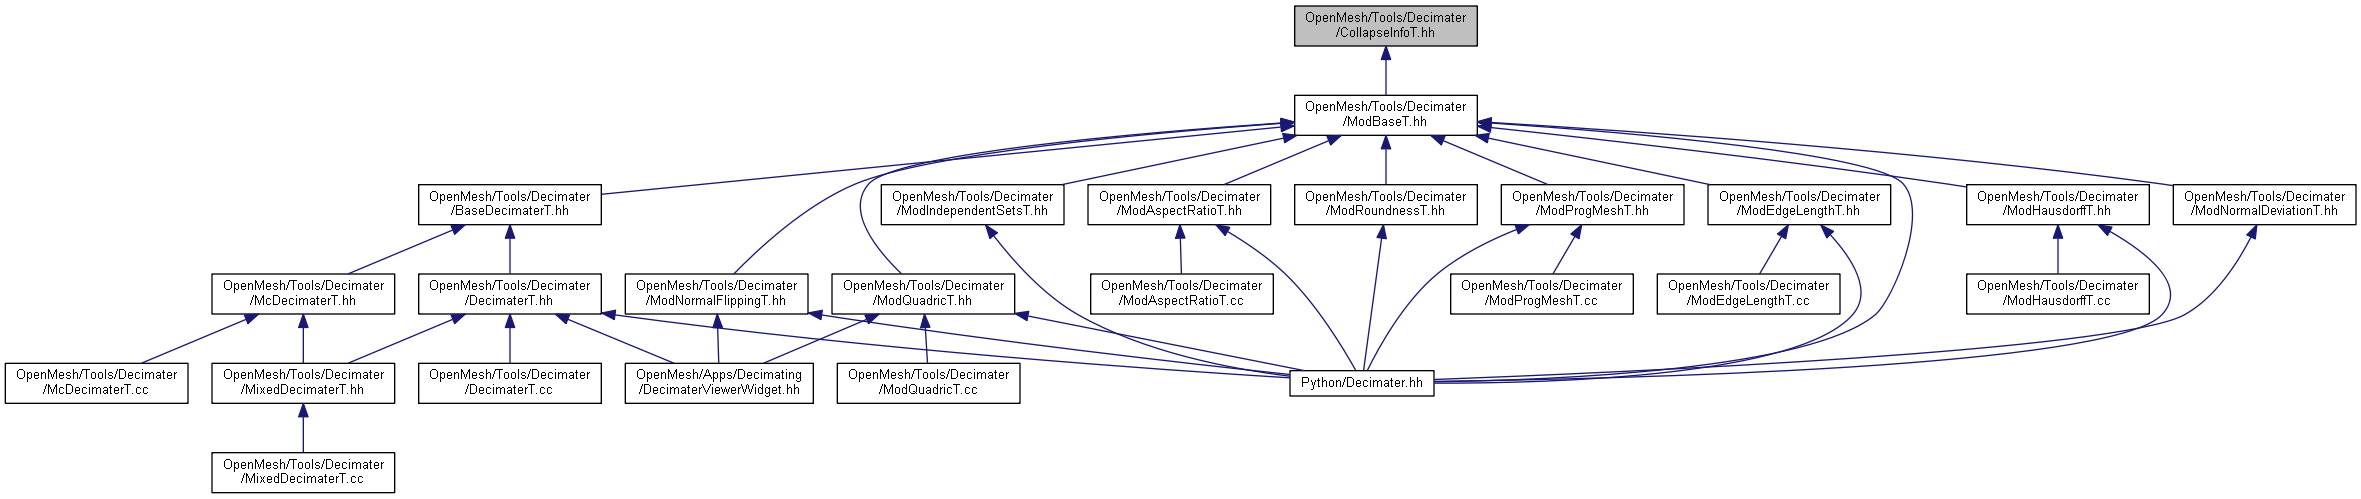 OpenMesh/Tools/Decimater
/CollapseInfoT.hh
OpenMesh/Tools/Decimater
/ModBaseT.hh
OpenMesh/Tools/Decimater
/BaseDecimaterT.hh
OpenMesh/Tools/Decimater
/ModIndependentSetsT.hh
OpenMesh/Tools/Decimater
/ModAspectRatioT.hh
OpenMesh/Tools/Decimater
/ModRoundnessT.hh
OpenMesh/Tools/Decimater
/ModProgMeshT.hh
OpenMesh/Tools/Decimater
/ModEdgeLengthT.hh
OpenMesh/Tools/Decimater
/ModHausdorffT.hh
OpenMesh/Tools/Decimater
/ModNormalDeviationT.hh
OpenMesh/Tools/Decimater
/McDecimaterT.hh
OpenMesh/Tools/Decimater
/DecimaterT.hh
OpenMesh/Tools/Decimater
/ModNormalFlippingT.hh
OpenMesh/Tools/Decimater
/ModQuadricT.hh
OpenMesh/Tools/Decimater
/ModAspectRatioT.cc
OpenMesh/Tools/Decimater
/ModProgMeshT.cc
OpenMesh/Tools/Decimater
/ModEdgeLengthT.cc
OpenMesh/Tools/Decimater
/ModHausdorffT.cc
OpenMesh/Tools/Decimater
/McDecimaterT.cc
OpenMesh/Tools/Decimater
/MixedDecimaterT.hh
OpenMesh/Tools/Decimater
/DecimaterT.cc
OpenMesh/Apps/Decimating
/DecimaterViewerWidget.hh
OpenMesh/Tools/Decimater
/ModQuadricT.cc
Python/Decimater.hh
OpenMesh/Tools/Decimater
/MixedDecimaterT.cc